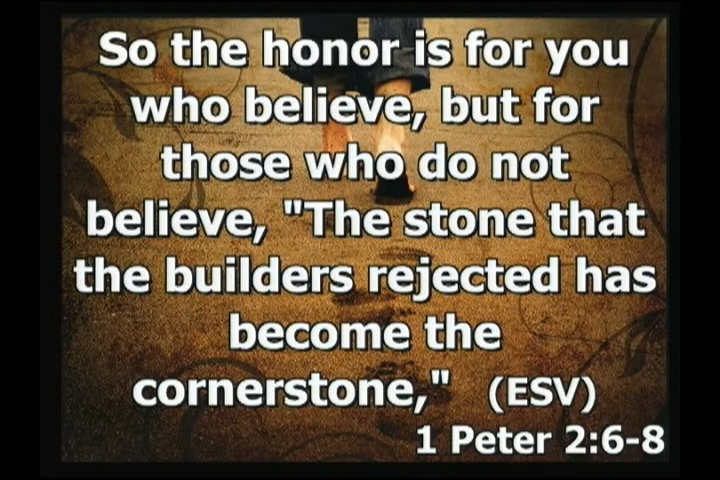 So the honor is for you
who believe, but for
those who do not
believe, "The stone that
the builders rejected has
become the
cornerstone," (ESV)
1 Peter 2:6-8